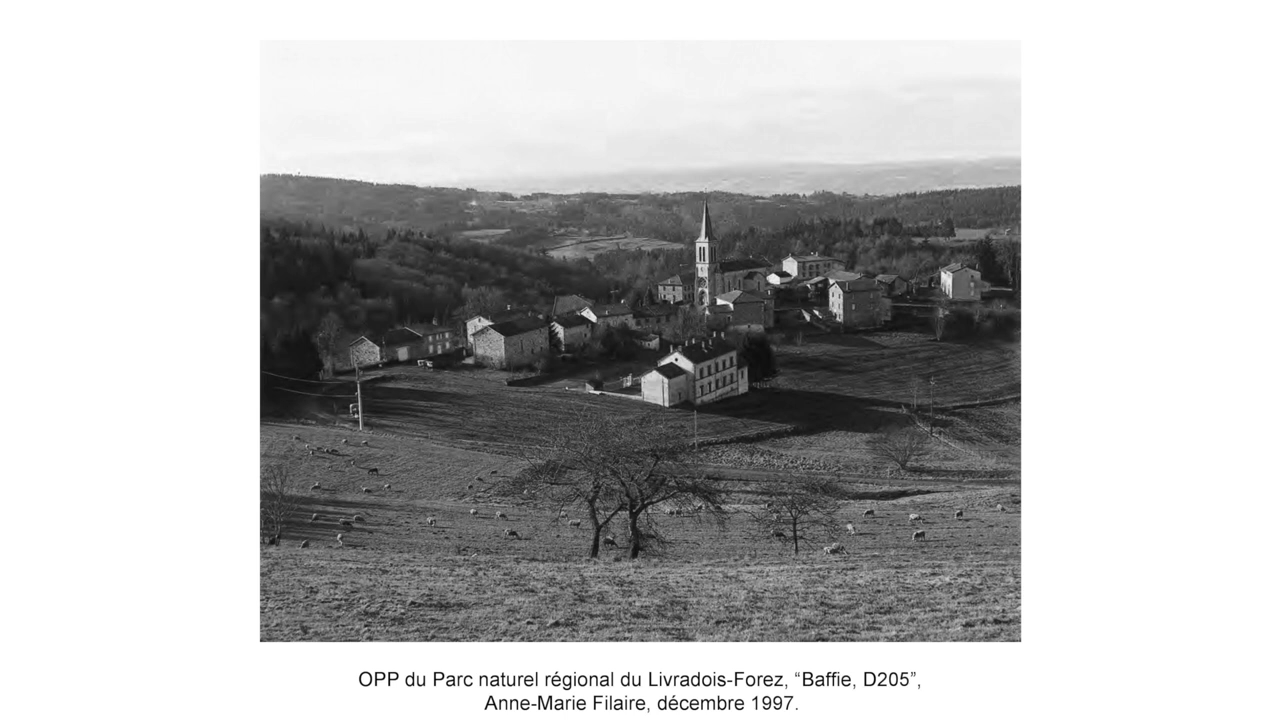 OPP du Parc naturel régional du Livradois-Forez, “Baffie, D205”,
Anne-Marie Filaire, décembre 1997.